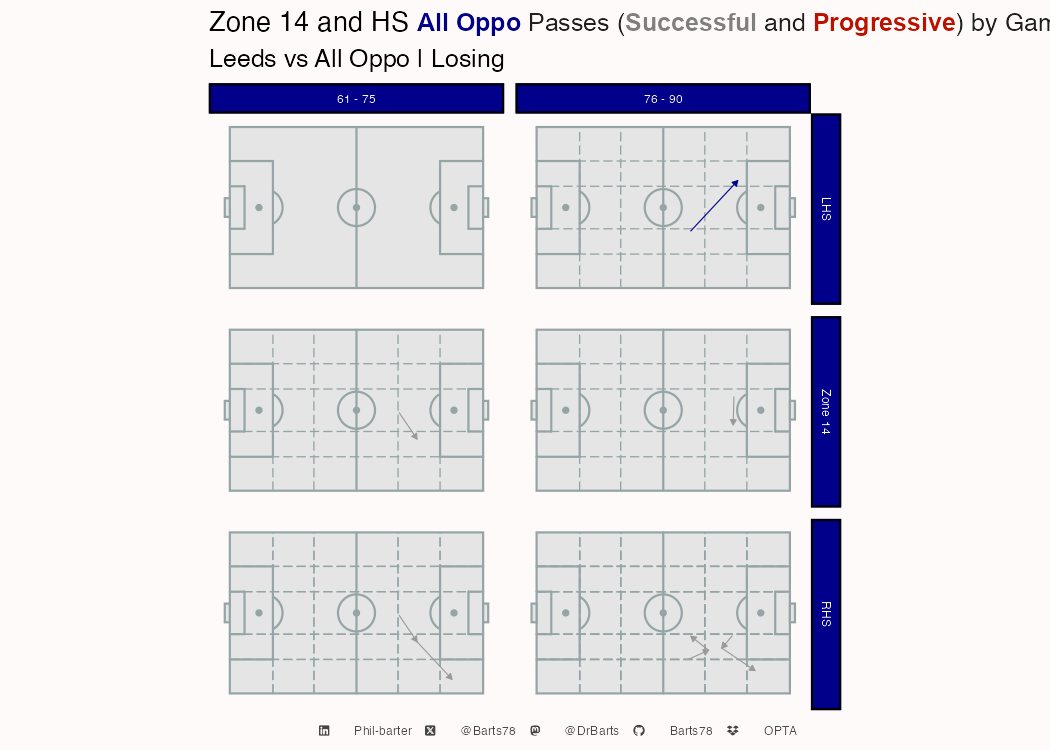 Zone 14 and HS All Oppo Passes (Successful and Progressive) by Gam
Leeds vs All Oppo | Losing
61 - 75
76 - 90
LHS
Zone 14
RHS
Phil-barter @Barts78 @DrBarts Barts78 OPTA